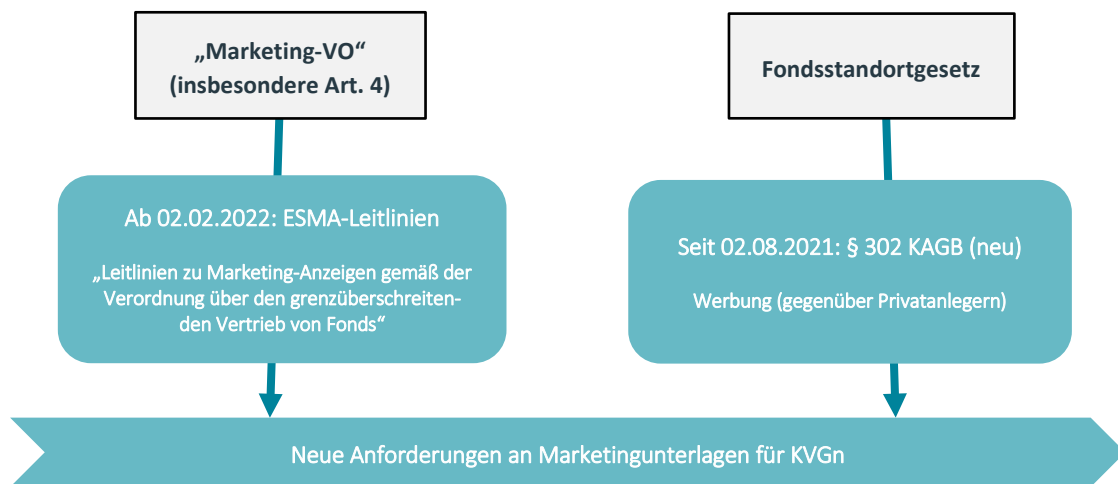 „Marketing-VO“
(insbesondere Art. 4)
Fondsstandortgesetz
Ab 02.02.2022: ESMA-Leitlinien
„Leitlinien zu Marketing-Anzeigen gemäß der
Verordnung über den grenzüberschreiten-
den Vertrieb von Fonds“
Seit 02.08.2021: § 302 KAGB (neu)
Werbung (gegenüber Privatanlegern)
Neue Anforderungen an Marketingunterlagen für KVGn